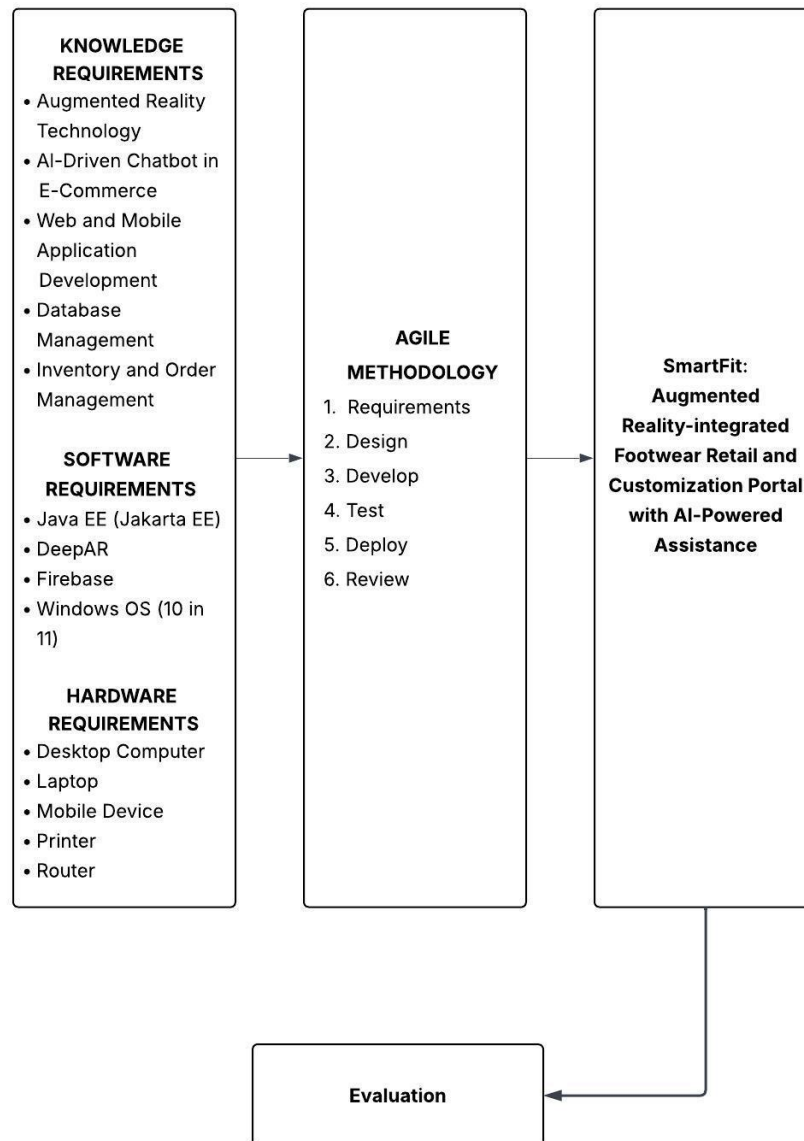 KNOWLEDGE
REQUIREMENTS
• Augmented Reality
Technology
• AI-Driven Chatbot in
E-Commerce
• Web and Mobile
Application
Development
• Database
Management
• Inventory and Order
Management
SOFTWARE
REQUIREMENTS
• Java EE (Jakarta EE)
• DeepAR
• Firebase
• Windows OS (10 in
11)
HARDWARE
REQUIREMENTS
• Desktop Computer
• Laptop
• Mobile Device
• Printer
• Router
AGILE
METHODOLOGY
1. Requirements
2. Design
3. Develop
4. Test
5. Deploy
6. Review
SmartFit:
Augmented
Reality-integrated
Footwear Retail and
Customization Portal
with AI-Powered
Assistance
Evaluation